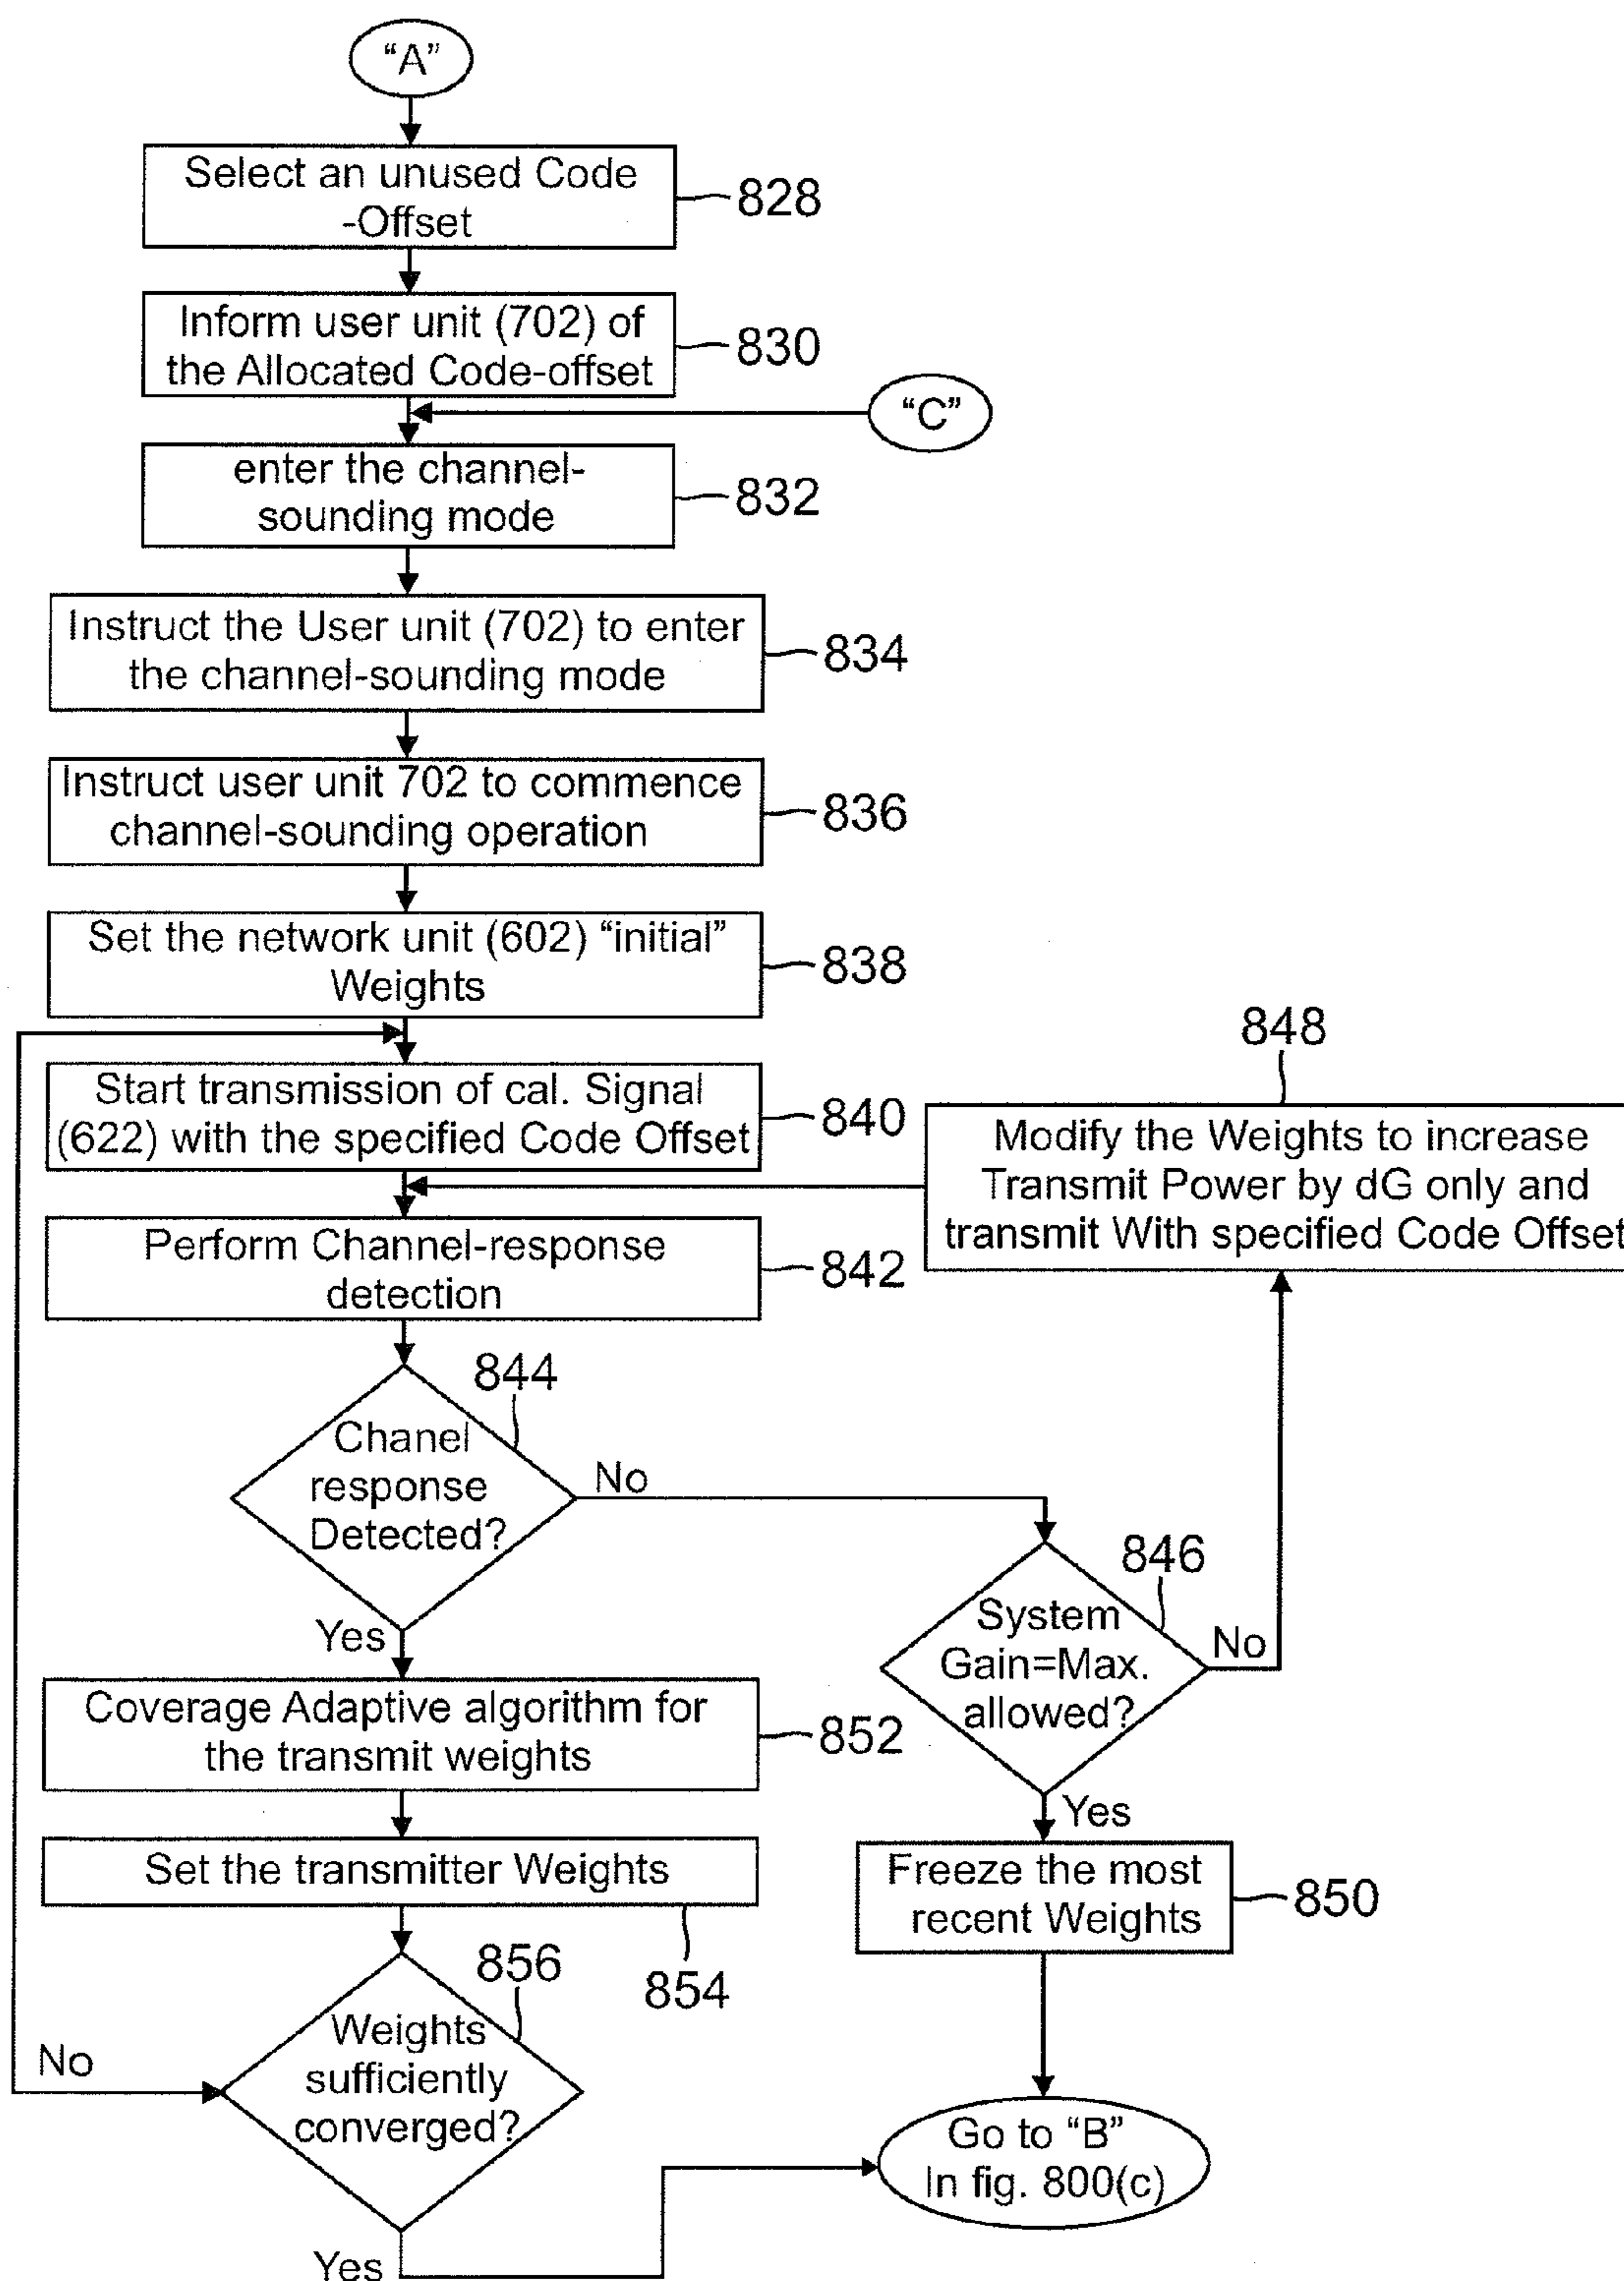 “A”
Select an unused Code
-Offset
828
Inform user unit (702) of
the Allocated Code-offset
830
“C”
enter the channel-
sounding mode
832
Instruct the User unit (702) to enter
the channel-sounding mode
834
Instruct user unit 702 to commence
channel-sounding operation
836
Set the network unit (602) “initial”
Weights
838
Start transmission of cal. Signal
(622) with the specified Code Offset
840
848
Modify the Weights to increase
Transmit Power by dG only and
transmit With specified Code Offset
Perform Channel-response
detection
842
844
Chanel
response
Detected?
No
Yes
846
System
Gain=Max.
allowed?
No
Yes
Coverage Adaptive algorithm for
the transmit weights
852
Set the transmitter Weights
854
Freeze the most
recent Weights
850
856
Weights
sufficiently
converged?
No
Yes
Go to “B”
In fig. 800(c)